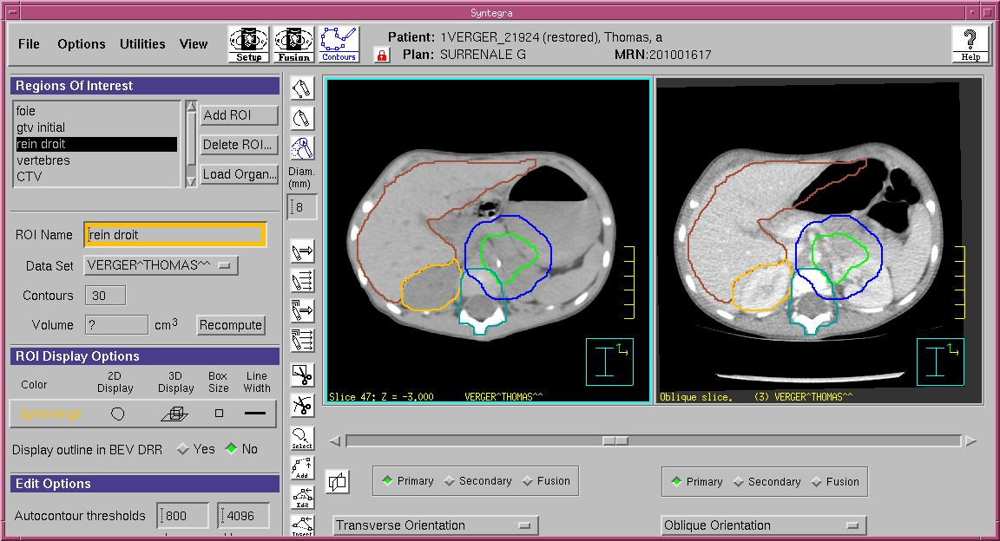 Syntegra
File Options Utilities View
Setup Fusion Contours
Patient: 1VERGER_21924 (restored), Thomas, a
Plan: SURRENALE G MRN:201001617
Help
Regions Of Interest
foie
gtv initial
rein droit
vertebres
CTV
Add ROI
Delete ROI...
Load Organ...
ROI Name rein droit
Data Set VERGER^THOMAS^^
Contours 30
Volume ? cm3 Recompute
ROI Display Options
Color 2D Display 3D Display Box Size Line Width
lightorange
Display outline in BEV DRR Yes No
Edit Options
Autocontour thresholds 800 4096
Diam.
(mm)
8
Select
Add
Edit
Insert
Slice 47: Z = -3.000 VERGER^THOMAS^^
Oblique slice. (3) VERGER^THOMAS^^
Primary Secondary Fusion
Primary Secondary Fusion
Transverse Orientation
Oblique Orientation